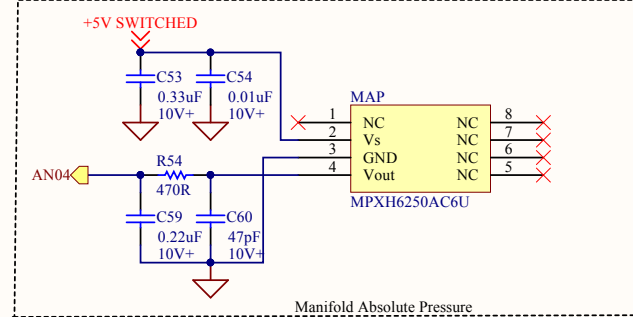 +5V SWITCHED
C53
0.33uF
10V+
C54
0.01uF
10V+
MAP
1 NC NC 8
2 Vs NC 7
3 GND NC 6
4 Vout NC 5
MPXH6250AC6U
AN04
R54
470R
C59
0.22uF
10V+
C60
47pF
10V+
Manifold Absolute Pressure